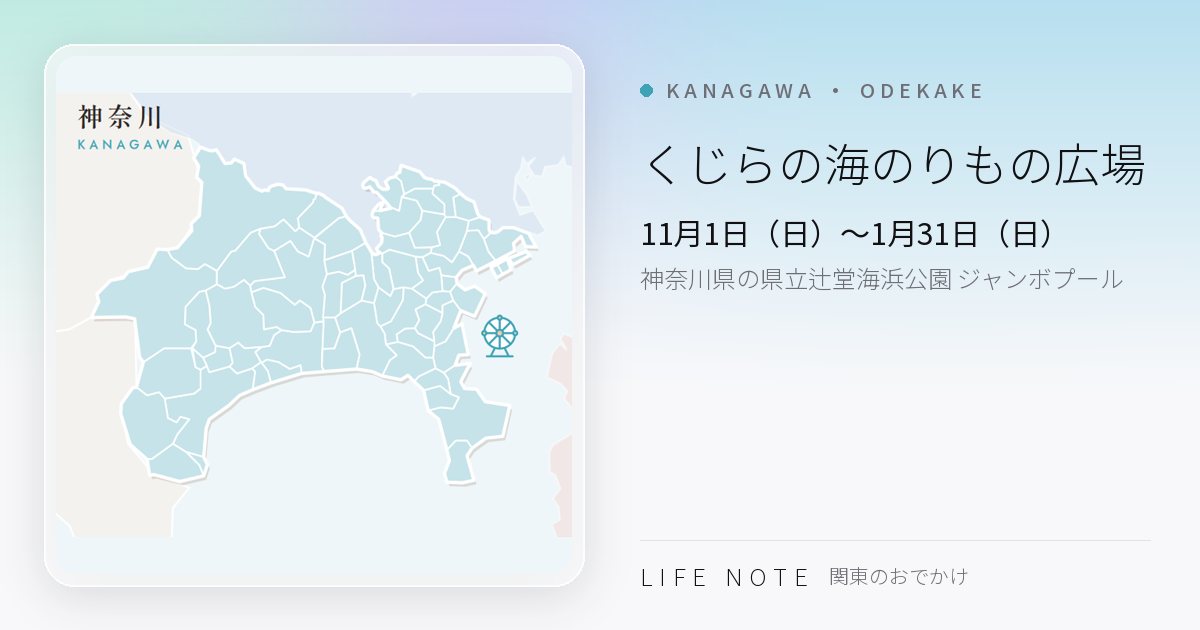 神奈川
KANAGAWA
KANAGAWA • ODEKAKE
くじらの海のりもの広場
11月1日（日）〜1月31日（日）
神奈川県の県立辻堂海浜公園 ジャンボプール
LIFE NOTE 関東のおでかけ